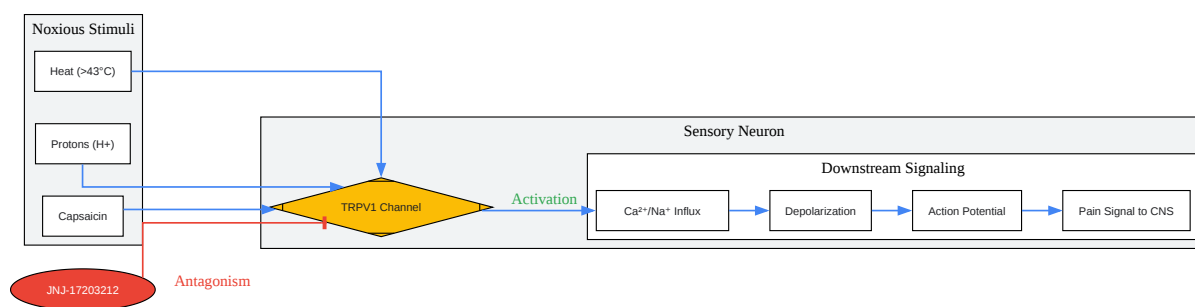 Noxious Stimuli
Heat (>43°C)
Protons (H+)
Capsaicin
JNJ-17203212
Antagonism
Sensory Neuron
TRPV1 Channel
Activation
Downstream Signaling
Ca²⁺/Na⁺ Influx
Depolarization
Action Potential
Pain Signal to CNS